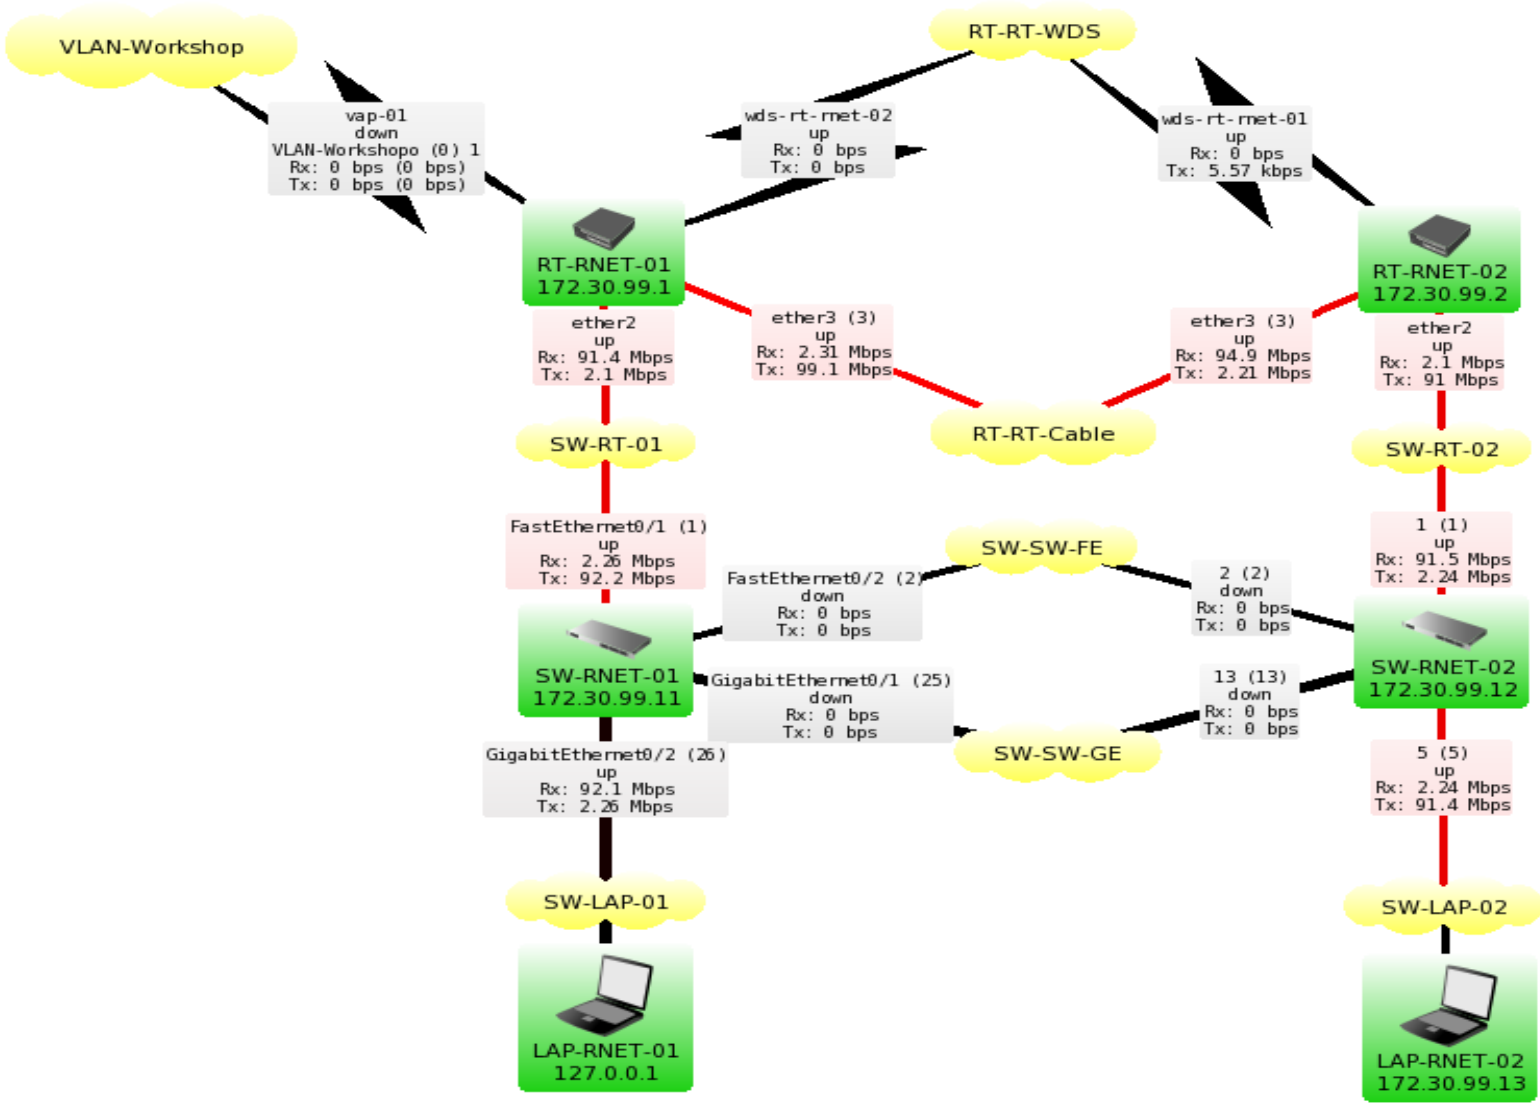 VLAN-Workshop
RT-RT-WDS
vap-01
down
VLAN-Workshopo (0) 1
Rx: 0 bps (0 bps)
Tx: 0 bps (0 bps)
wds-rt-rnet-02
up
Rx: 0 bps
Tx: 0 bps
wds-rt-rnet-01
up
Rx: 0 bps
Tx: 5.57 kbps
RT-RNET-01
172.30.99.1
RT-RNET-02
172.30.99.2
ether2
up
Rx: 91.4 Mbps
Tx: 2.1 Mbps
ether3 (3)
up
Rx: 2.31 Mbps
Tx: 99.1 Mbps
ether3 (3)
up
Rx: 94.9 Mbps
Tx: 2.21 Mbps
ether2
up
Rx: 2.1 Mbps
Tx: 91 Mbps
SW-RT-01
RT-RT-Cable
SW-RT-02
FastEthernet0/1 (1)
up
Rx: 2.26 Mbps
Tx: 92.2 Mbps
SW-SW-FE
1 (1)
up
Rx: 91.5 Mbps
Tx: 2.24 Mbps
FastEthernet0/2 (2)
down
Rx: 0 bps
Tx: 0 bps
2 (2)
down
Rx: 0 bps
Tx: 0 bps
SW-RNET-01
172.30.99.11
SW-RNET-02
172.30.99.12
GigabitEthernet0/1 (25)
down
Rx: 0 bps
Tx: 0 bps
13 (13)
down
Rx: 0 bps
Tx: 0 bps
SW-SW-GE
GigabitEthernet0/2 (26)
up
Rx: 92.1 Mbps
Tx: 2.26 Mbps
5 (5)
up
Rx: 2.24 Mbps
Tx: 91.4 Mbps
SW-LAP-01
SW-LAP-02
LAP-RNET-01
127.0.0.1
LAP-RNET-02
172.30.99.13